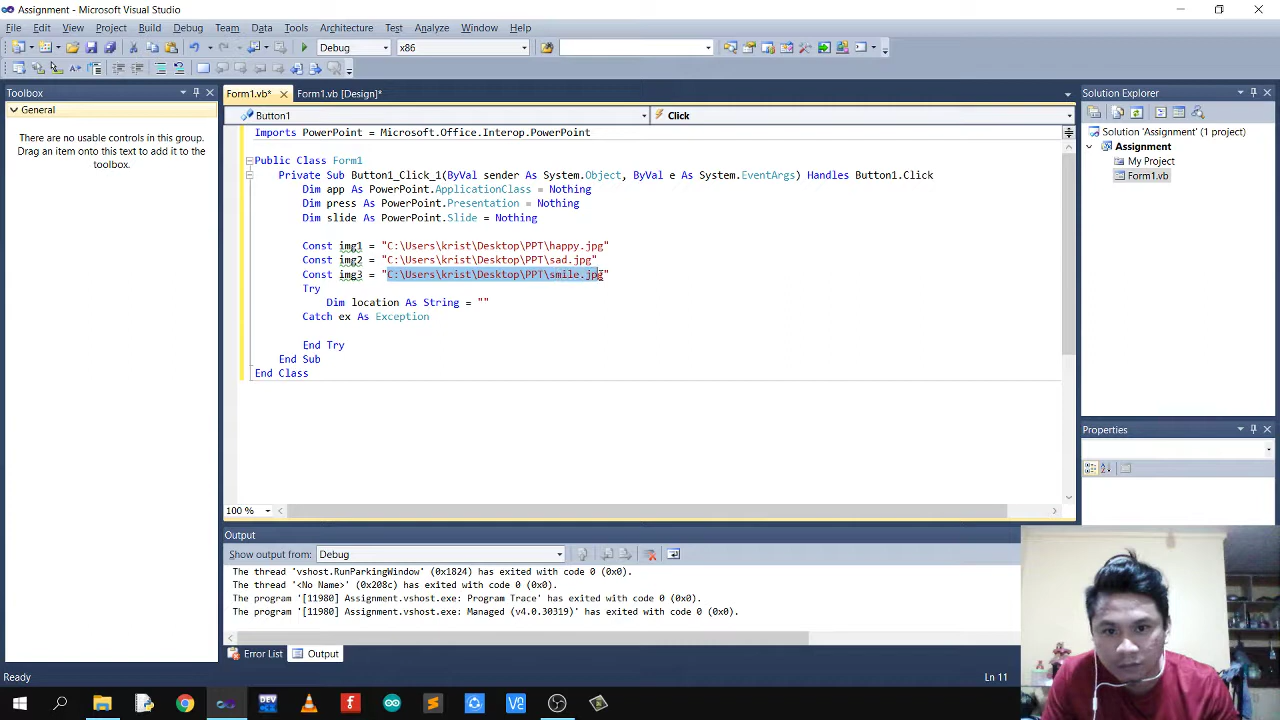 Assignment - Microsoft Visual Studio
File Edit View Project Build Debug Team Data Tools Architecture Test Analyze Window Help
Debug x86
Toolbox
General
There are no usable controls in this group.
Drag an item onto this text to add it to the
toolbox.
Form1.vb* Form1.vb [Design]*
Button1 Click
Imports PowerPoint = Microsoft.Office.Interop.PowerPoint
Public Class Form1
Private Sub Button1_Click_1(ByVal sender As System.Object, ByVal e As System.EventArgs) Handles Button1.Click
Dim app As PowerPoint.ApplicationClass = Nothing
Dim press As PowerPoint.Presentation = Nothing
Dim slide As PowerPoint.Slide = Nothing
Const img1 = "C:\Users\krist\Desktop\PPT\happy.jpg"
Const img2 = "C:\Users\krist\Desktop\PPT\sad.jpg"
Const img3 = "C:\Users\krist\Desktop\PPT\smile.jpg"
Try
Dim location As String = ""
Catch ex As Exception
End Try
End Sub
End Class
100 %
Output
Show output from: Debug
The thread 'vshost.RunParkingWindow' (0x1824) has exited with code 0 (0x0).
The thread '<No Name>' (0x208c) has exited with code 0 (0x0).
The program '[11980] Assignment.vshost.exe: Program Trace' has exited with code 0 (0x0).
The program '[11980] Assignment.vshost.exe: Managed (v4.0.30319)' has exited with code 0 (0x0).
Error List Output
Solution Explorer
Solution 'Assignment' (1 project)
Assignment
My Project
Form1.vb
Properties
Ready
Ln 11
DEV